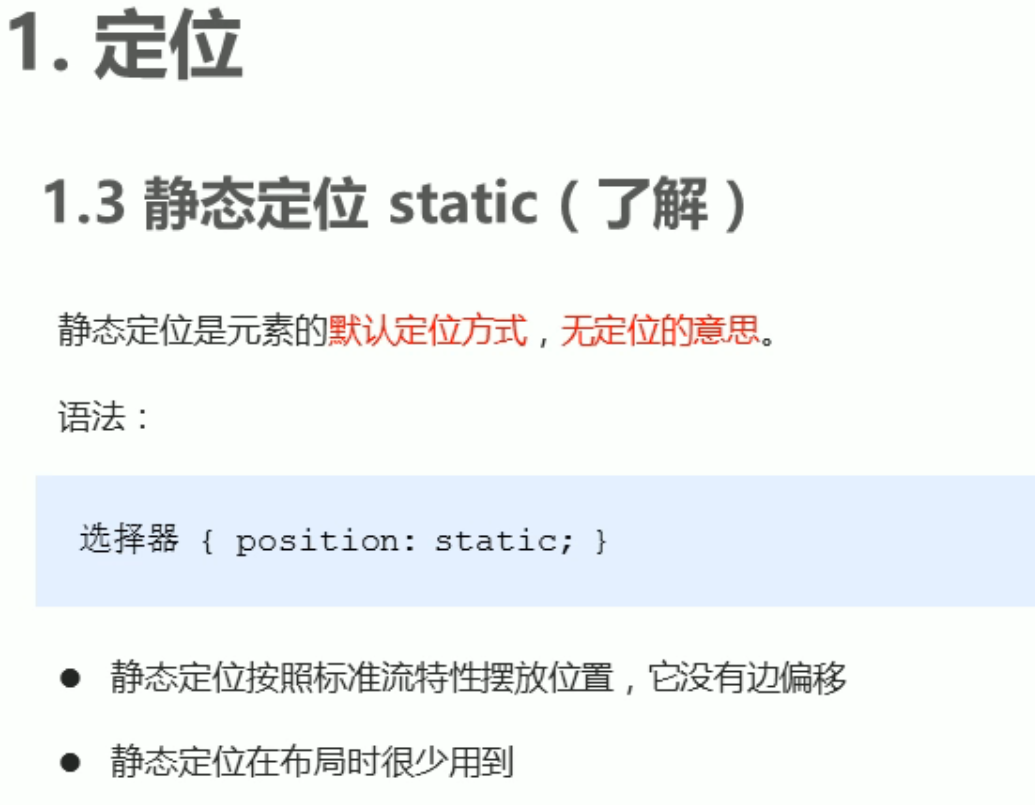 1. 定位
1.3 静态定位 static（了解）
静态定位是元素的默认定位方式，无定位的意思。
语法：
选择器 { position: static; }
● 静态定位按照标准流特性摆放位置，它没有边偏移
● 静态定位在布局时很少用到